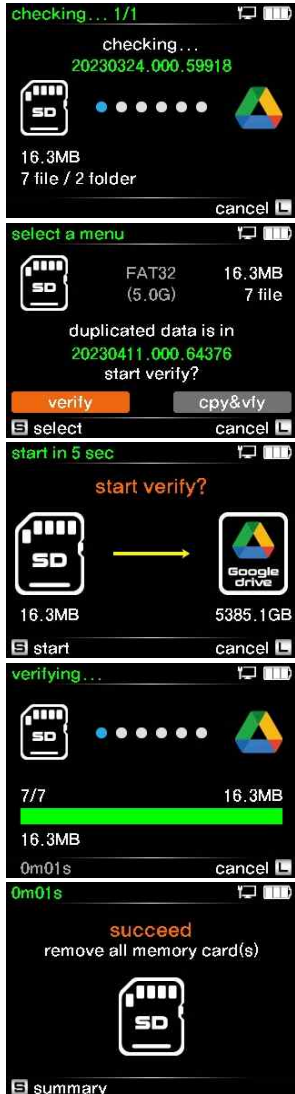 checking... 1/1
checking...
20230324.000.59918
SD
16.3MB
7 file / 2 folder
cancel L
select a menu
SD
FAT32 16.3MB
(5.0G) 7 file
duplicated data is in
20230411.000.64376
start verify?
verify cpy&vfy
S select cancel L
start in 5 sec
start verify?
SD
Google
drive
16.3MB 5385.1GB
S start cancel L
verifying...
SD
7/7 16.3MB
16.3MB
0m01s cancel L
0m01s
succeed
remove all memory card(s)
SD
S summary